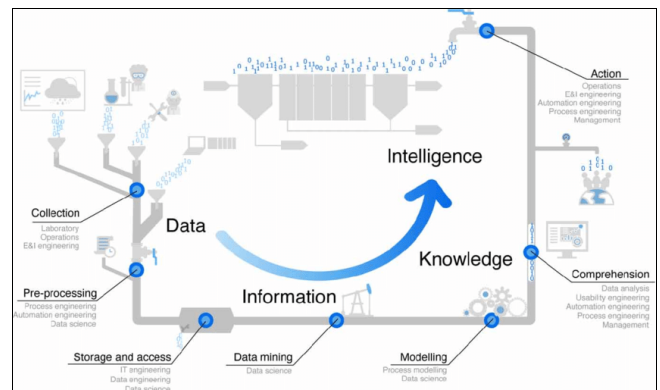 Action
Operations
E&I engineering
Automation engineering
Process engineering
Management
Intelligence
Collection
Laboratory
Operations
E&I engineering
Data
Knowledge
Comprehension
Data analysis
Usability engineering
Automation engineering
Process engineering
Management
Pre-processing
Process engineering
Automation engineering
Data science
Information
Storage and access
IT engineering
Data engineering
Data science
Data mining
Data science
Modelling
Process modelling
Data science